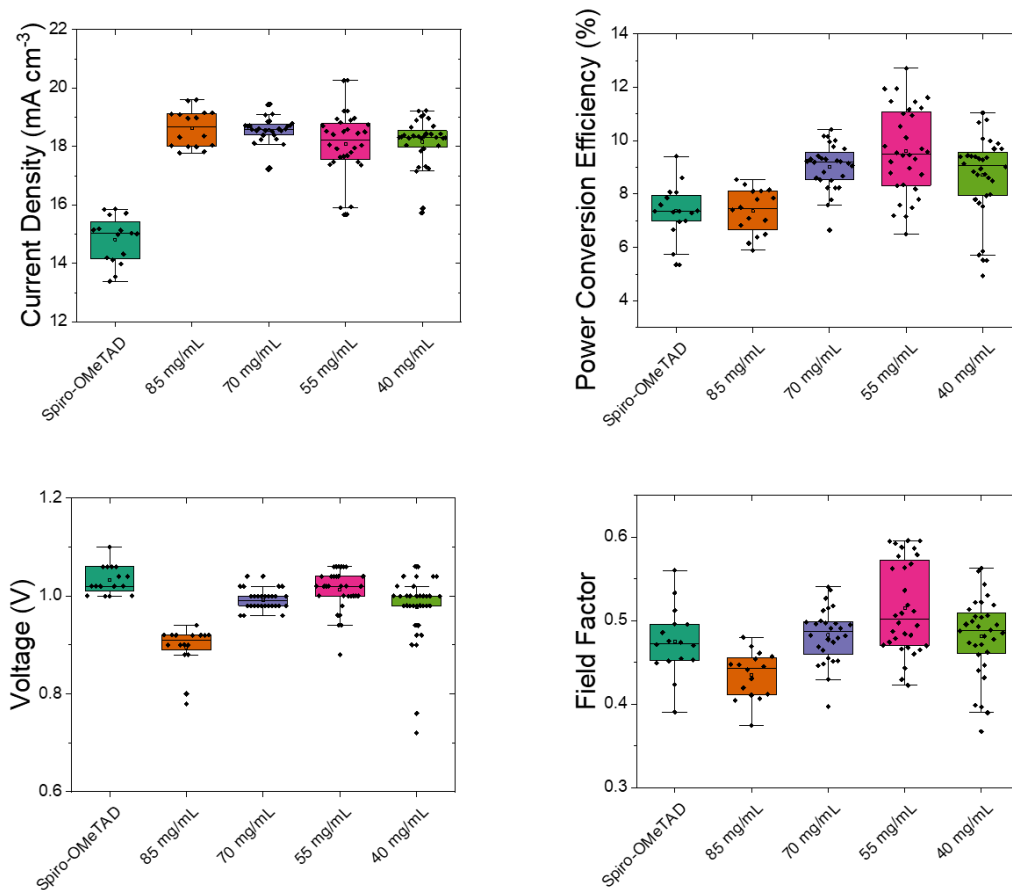 Current Density (mA cm-3)
22
20
18
16
14
12
Spiro-OMeTAD
85 mg/mL
70 mg/mL
55 mg/mL
40 mg/mL
Power Conversion Efficiency (%)
14
12
10
8
6
4
Spiro-OMeTAD
85 mg/mL
70 mg/mL
55 mg/mL
40 mg/mL
Voltage (V)
1.2
1.0
0.8
0.6
Spiro-OMeTAD
85 mg/mL
70 mg/mL
55 mg/mL
40 mg/mL
Field Factor
0.6
0.5
0.4
0.3
Spiro-OMeTAD
85 mg/mL
70 mg/mL
55 mg/mL
40 mg/mL